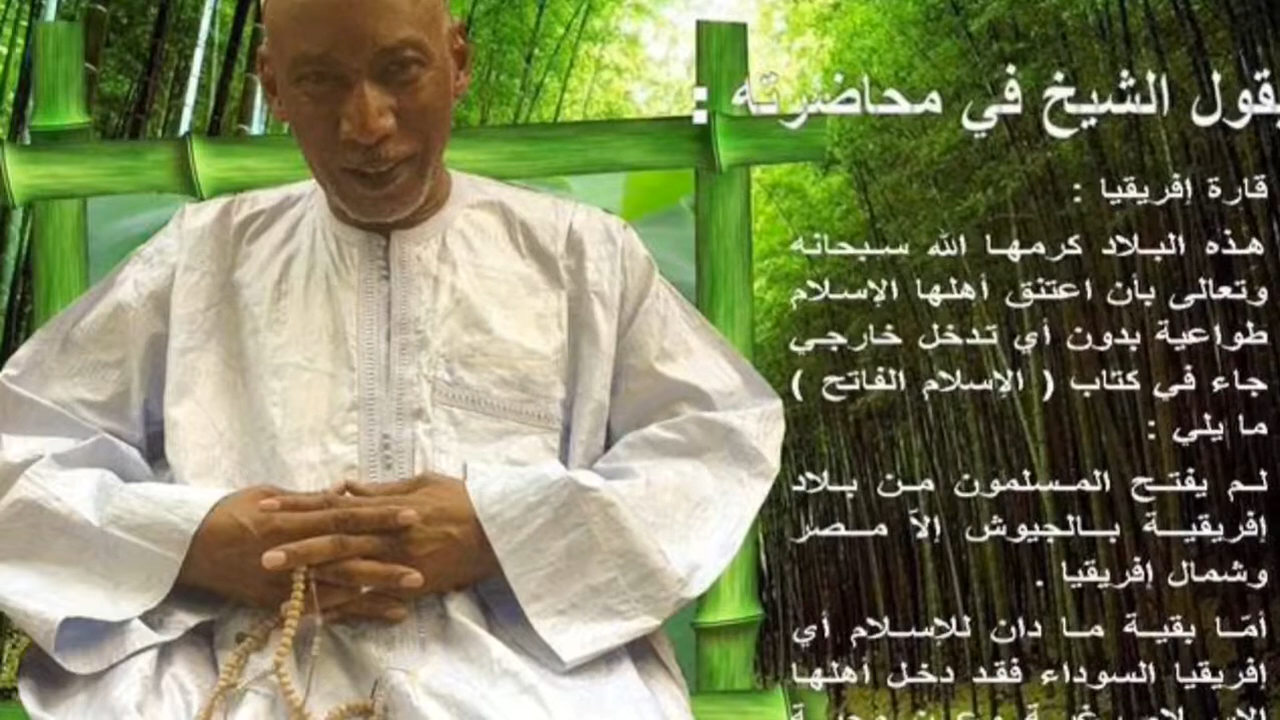 قول الشيخ في محاضرته :
قارة إفريقيا :
هذه البلاد كرمها الله سبحانه
وتعالى بأن اعتنق أهلها الإسلام
طواعية بدون أي تدخل خارجي
جاء في كتاب ( الإسلام الفاتح )
ما يلي :
لم يفتح المسلمون من بلاد
إفريقية بالجيوش إلاّ مصر
وشمال إفريقيا .
أمّا بقية ما دان للإسلام أي
إفريقيا السوداء فقد دخل أهلها